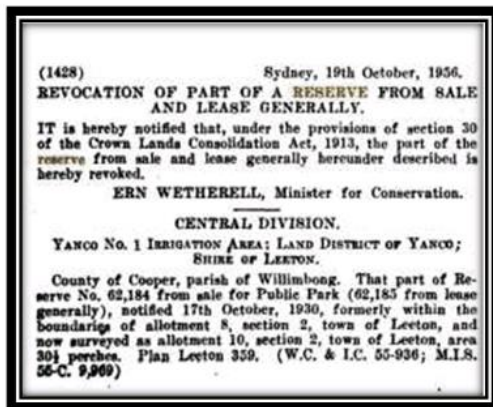 (1428) Sydney, 19th October, 1956.
REVOCATION OF PART OF A RESERVE FROM SALE
AND LEASE GENERALLY.
IT is hereby notified that, under the provisions of section 30
of the Crown Lands Consolidation Act, 1913, the part of the
reserve from sale and lease generally hereunder described is
hereby revoked.
ERN WETHERELL, Minister for Conservation.
CENTRAL DIVISION.
YANCO No. 1 IRRIGATION AREA; LAND DISTRICT OF YANCO;
SHIRE OF LEETON.
County of Cooper, parish of Willimbong. That part of Re-
serve No. 62,184 from sale for Public Park (62,185 from lease
generally), notified 17th October, 1930, formerly within the
boundaries of allotment 8, section 2, town of Leeton, and
now surveyed as allotment 10, section 2, town of Leeton, area
perches. Plan Leeton 359. (W.C. & I.C. 55-936; M.L.S.
55-C. 9,969)